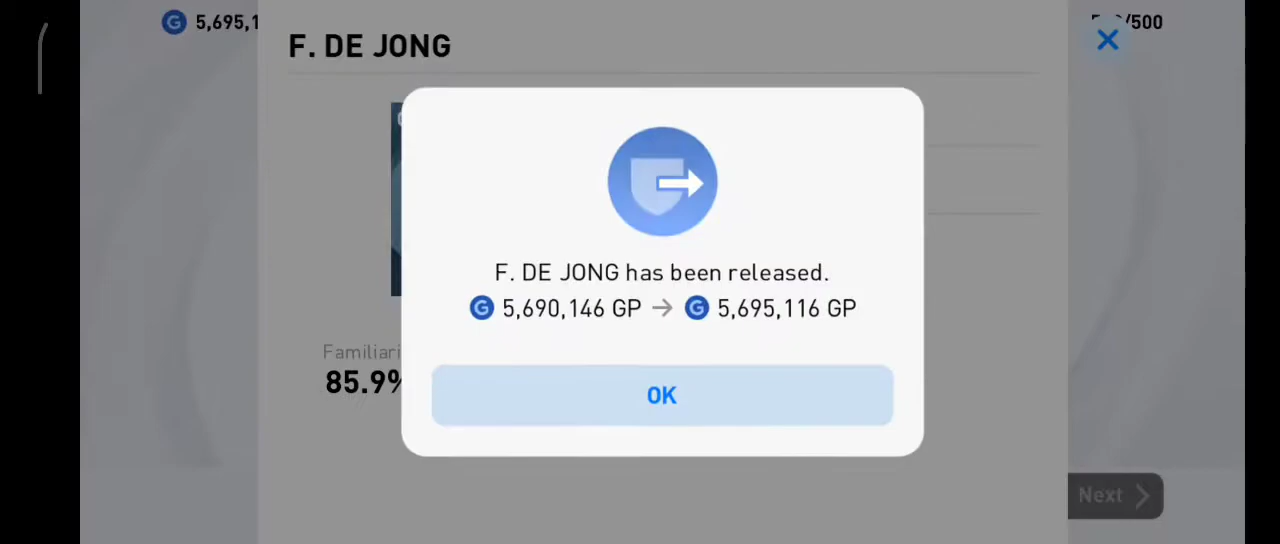 5,695,1
/500
F. DE JONG
F. DE JONG has been released.
5,690,146 GP → 5,695,116 GP
85.9%
OK
Next